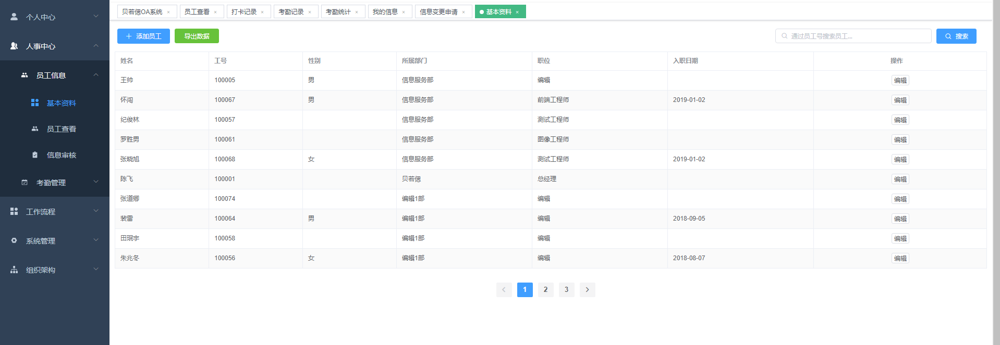 个人中心
人事中心
员工信息
基本资料
员工查看
信息审核
考勤管理
工作流程
系统管理
组织架构
贝若偲OA系统 × 员工查看 × 打卡记录 × 考勤记录 × 考勤统计 × 我的信息 × 信息变更申请 × 基本资料 ×
添加员工 导出数据 通过员工号搜索员工... 搜索
姓名 工号 性别 所属部门 职位 入职日期 操作
王帅 100005 男 信息服务部 编辑 编辑
怀闯 100067 男 信息服务部 前端工程师 2019-01-02 编辑
纪俊林 100057 信息服务部 测试工程师 编辑
罗胜男 100061 信息服务部 图像工程师 编辑
张晓旭 100068 女 信息服务部 测试工程师 2019-01-02 编辑
陈飞 100001 贝若偲 总经理 编辑
张道卿 100074 编辑1部 编辑 编辑
裴雷 100064 男 编辑1部 编辑 2018-09-05 编辑
田珉宇 100058 编辑1部 编辑 编辑
朱兆冬 100056 女 编辑1部 编辑 2018-08-07 编辑
1 2 3